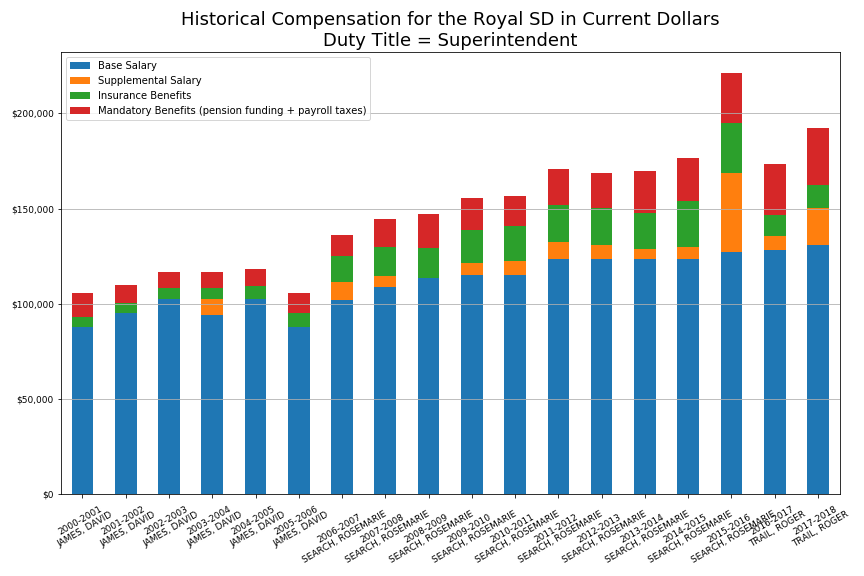 Historical Compensation for the Royal SD in Current Dollars
Duty Title = Superintendent
Base Salary
Supplemental Salary
Insurance Benefits
Mandatory Benefits (pension funding + payroll taxes)
$200,000
$150,000
$100,000
$50,000
$0
2000-2001
JAMES, DAVID
2001-2002
JAMES, DAVID
2002-2003
JAMES, DAVID
2003-2004
JAMES, DAVID
2004-2005
JAMES, DAVID
2005-2006
JAMES, DAVID
2006-2007
SEARCH, ROSEMARIE
2007-2008
SEARCH, ROSEMARIE
2008-2009
SEARCH, ROSEMARIE
2009-2010
SEARCH, ROSEMARIE
2010-2011
SEARCH, ROSEMARIE
2011-2012
SEARCH, ROSEMARIE
2012-2013
SEARCH, ROSEMARIE
2013-2014
SEARCH, ROSEMARIE
2014-2015
SEARCH, ROSEMARIE
2015-2016
SEARCH, ROSEMARIE
2016-2017
TRAIL, ROGER
2017-2018
TRAIL, ROGER